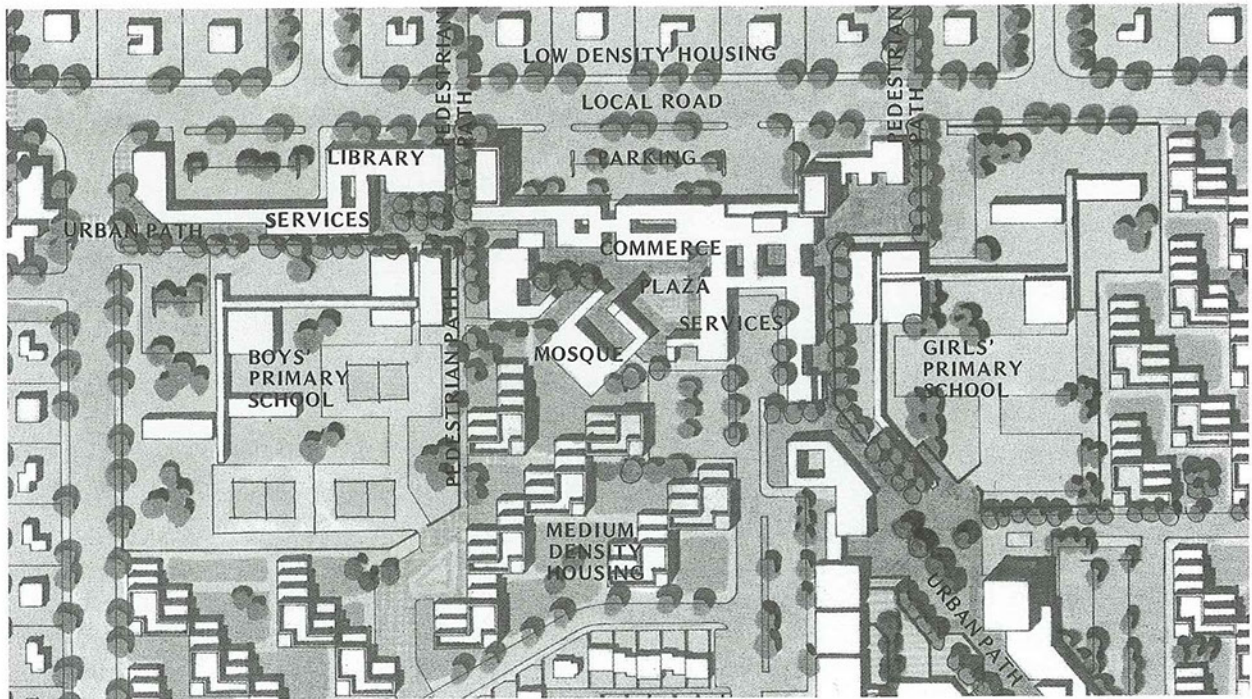 LOW DENSITY HOUSING
PEDESTRIAN
PATH
PEDESTRIAN
PATH
LOCAL ROAD
LIBRARY
PARKING
SERVICES
URBAN PATH
COMMERCE
PLAZA
SERVICES
MOSQUE
BOYS'
PRIMARY
SCHOOL
PEDESTRIAN PATH
GIRLS'
PRIMARY
SCHOOL
MEDIUM
DENSITY
HOUSING
URBAN PATH